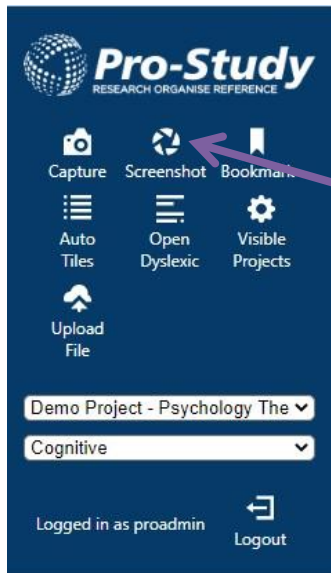 Pro-Study
RESEARCH ORGANISE REFERENCE
Capture Screenshot Bookmark
Auto Tiles Open Dyslexic Visible Projects
Upload File
Demo Project - Psychology The
Cognitive
Logged in as proadmin
Logout